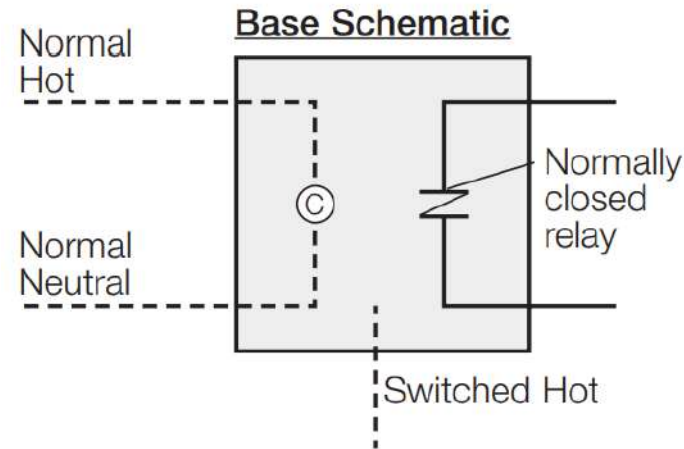 Base Schematic
Normal
Hot
Normally
closed
relay
C
Normal
Neutral
Switched Hot